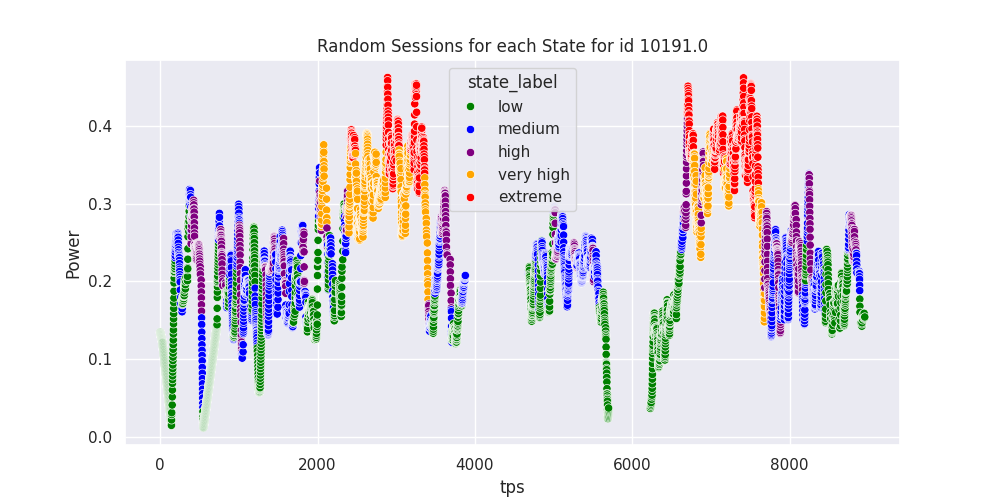 Random Sessions for each State for id 10191.0
state_label
low
medium
high
very high
extreme
Power
0.4
0.3
0.2
0.1
0.0
0 2000 4000 6000 8000
tps